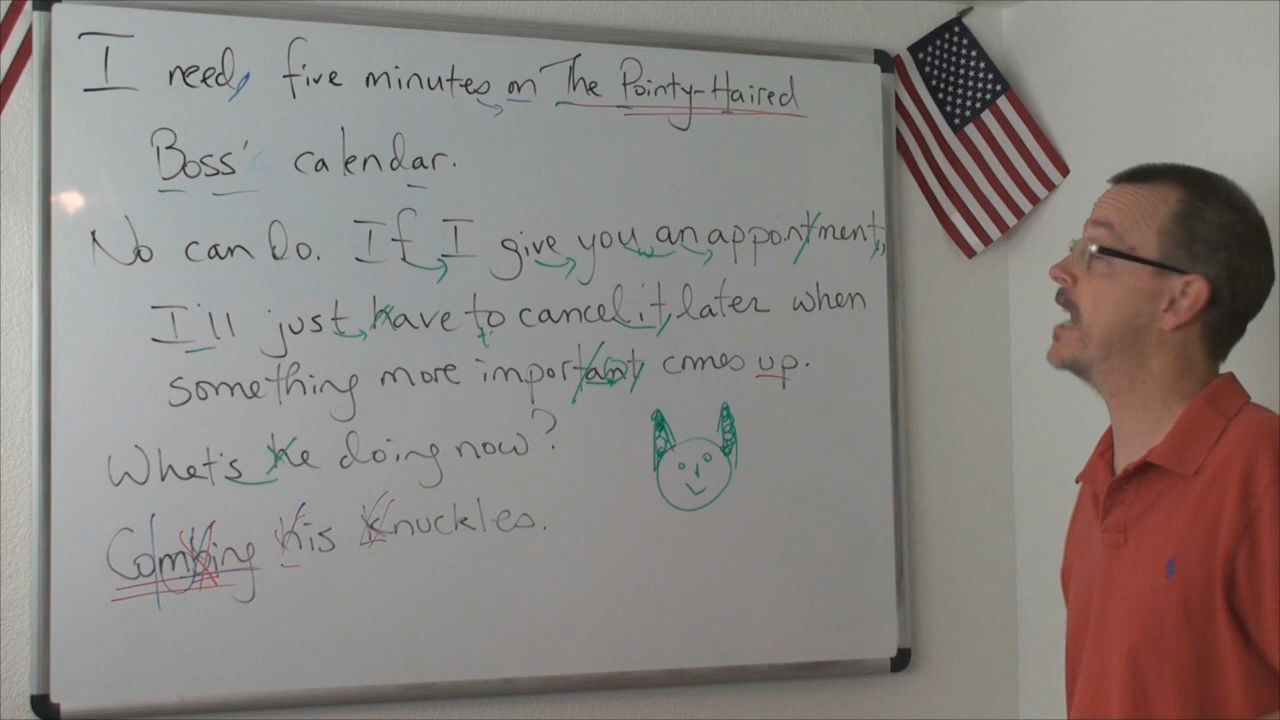 I need five minutes on The Pointy-Haired
Boss' calendar.
No can Do. If I give you an appontment,
I'll just have to cancel it, later when
something more important comes up.
What's he doing now?
Combing his knuckles.